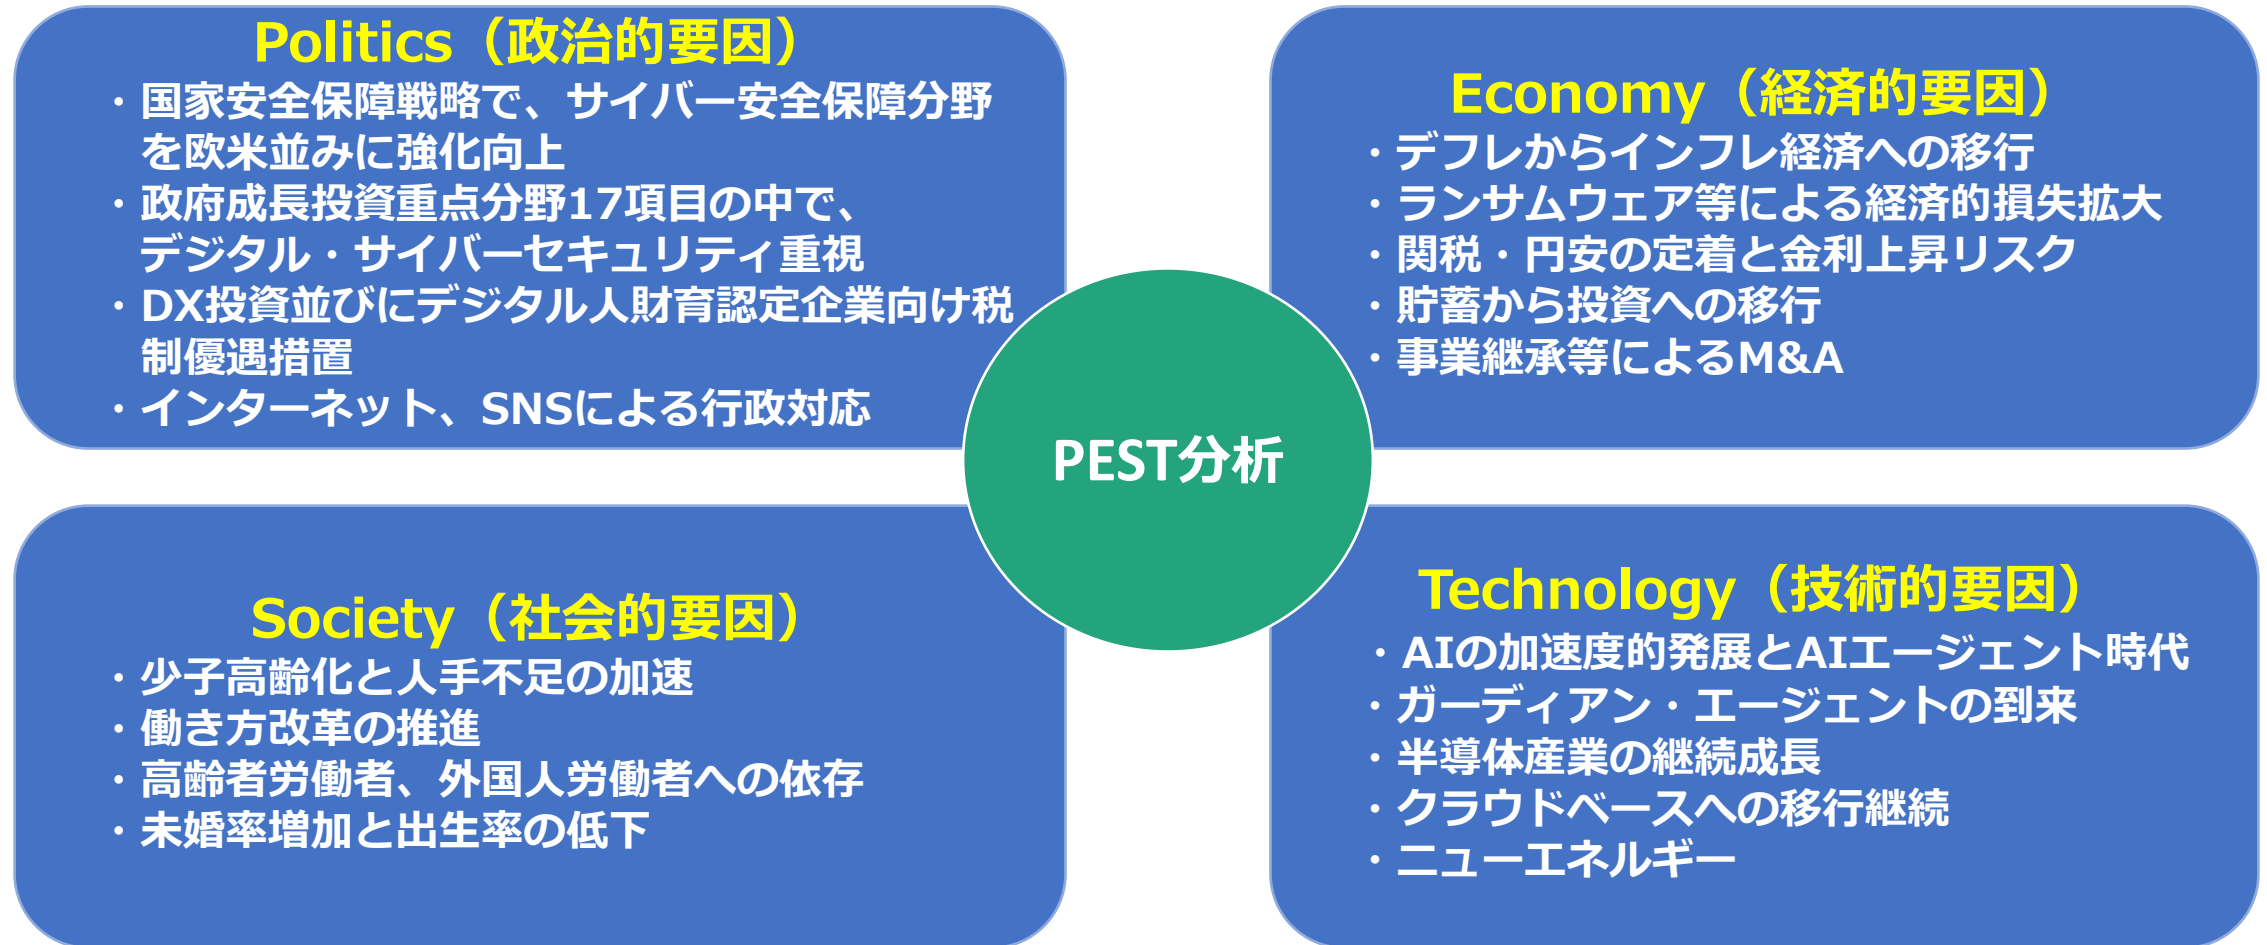 Politics（政治的要因）
・国家安全保障戦略で、サイバー安全保障分野
を欧米並みに強化向上
・政府成長投資重点分野17項目の中で、
デジタル・サイバーセキュリティ重視
・DX投資並びにデジタル人財育認定企業向け税
制優遇措置
・インターネット、SNSによる行政対応
Economy（経済的要因）
・デフレからインフレ経済への移行
・ランサムウェア等による経済的損失拡大
・関税・円安の定着と金利上昇リスク
・貯蓄から投資への移行
・事業継承等によるM&A
PEST分析
Society（社会的要因）
・少子高齢化と人手不足の加速
・働き方改革の推進
・高齢者労働者、外国人労働者への依存
・未婚率増加と出生率の低下
Technology（技術的要因）
・AIの加速度的発展とAIエージェント時代
・ガーディアン・エージェントの到来
・半導体産業の継続成長
・クラウドベースへの移行継続
・ニューエネルギー